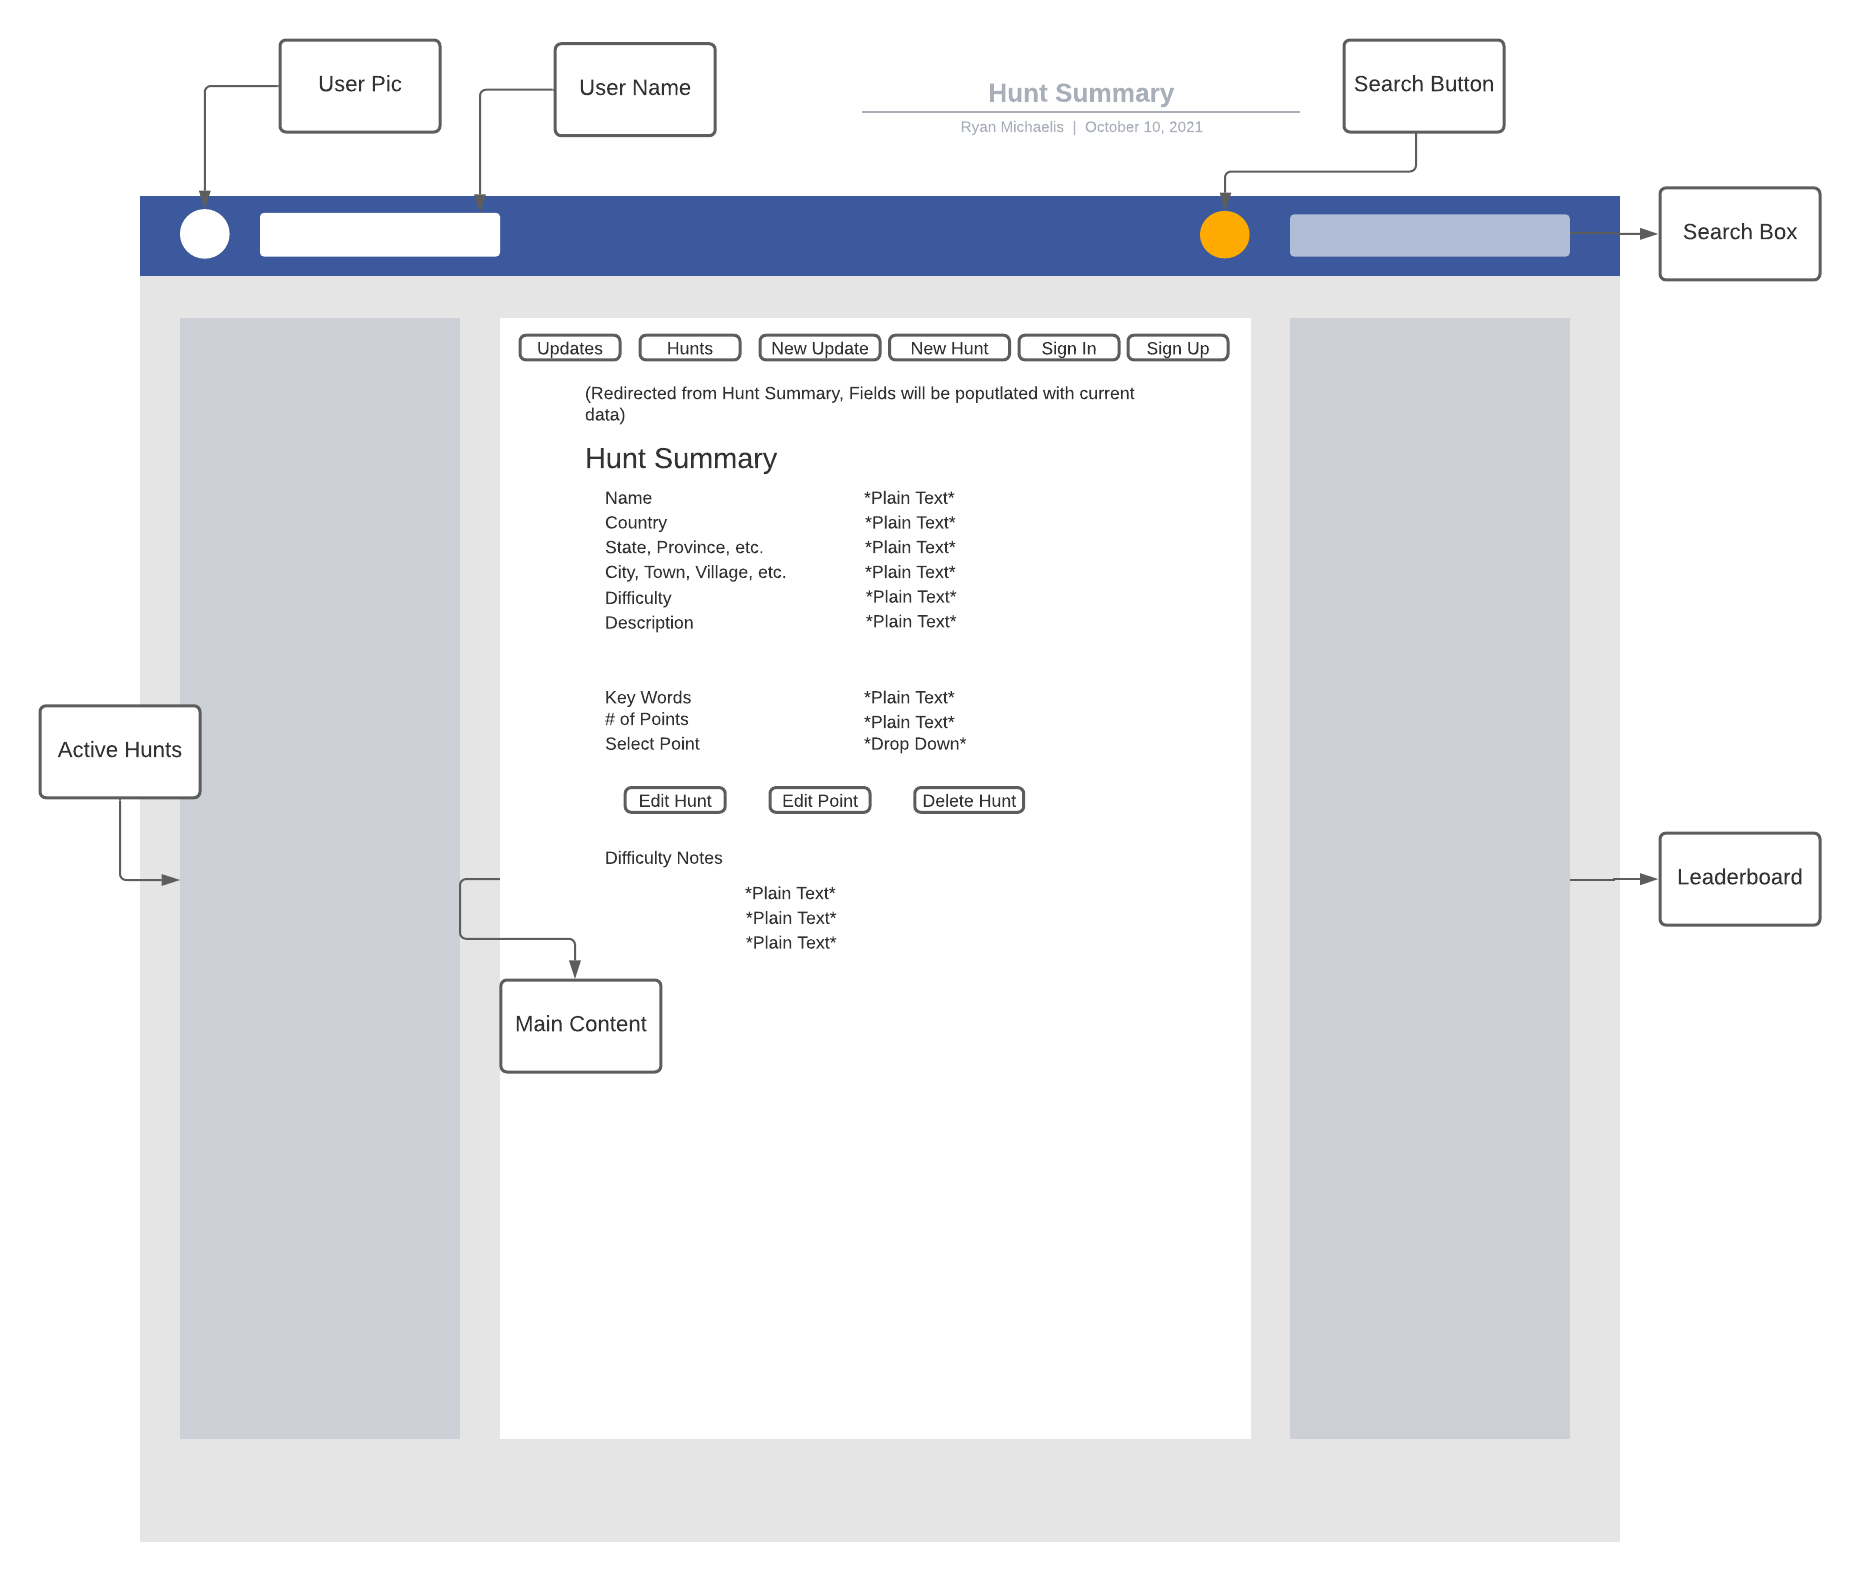 User Pic
User Name
Hunt Summary
Ryan Michaelis | October 10, 2021
Search Button
Search Box
Updates
Hunts
New Update
New Hunt
Sign In
Sign Up
(Redirected from Hunt Summary, Fields will be poputlated with current
data)
Hunt Summary
Name *Plain Text*
Country *Plain Text*
State, Province, etc. *Plain Text*
City, Town, Village, etc. *Plain Text*
Difficulty *Plain Text*
Description *Plain Text*
Key Words *Plain Text*
# of Points *Plain Text*
Select Point *Drop Down*
Active Hunts
Edit Hunt
Edit Point
Delete Hunt
Difficulty Notes
*Plain Text*
*Plain Text*
*Plain Text*
Leaderboard
Main Content